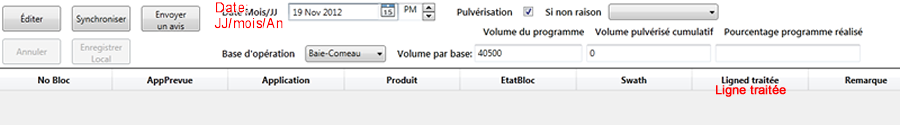 Éditer
Synchroniser
Envoyer
un avis
Date:
JJ/mois/An
Date Mois/JJ
19 Nov 2012
15
PM
Pulvérisation
Si non raison
Annuler
Enregistrer
Local
Volume du programme
Volume pulvérisé cumulatif
Pourcentage programme réalisé
Base d'opération
Baie-Comeau
Volume par base:
40500
0
No Bloc
AppPrevue
Application
Produit
EtatBloc
Swath
Ligned traitée
Remarque
Ligne traitée